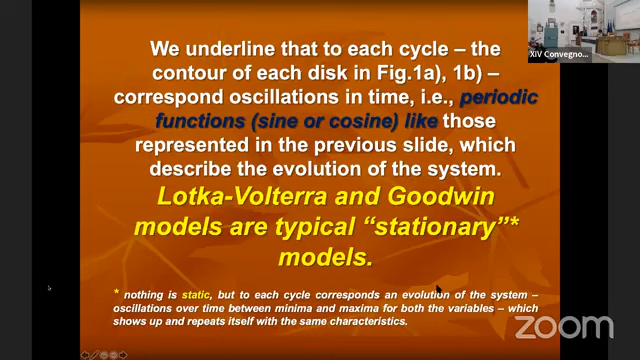 We underline that to each cycle – the
contour of each disk in Fig.1a), 1b) –
correspond oscillations in time, i.e., periodic
functions (sine or cosine) like those
represented in the previous slide, which
describe the evolution of the system.
Lotka-Volterra and Goodwin
models are typical “stationary”*
models.
* nothing is static, but to each cycle corresponds an evolution of the system –
oscillations over time between minima and maxima for both the variables – which
shows up and repeats itself with the same characteristics.
XIV Convegno...
zoom